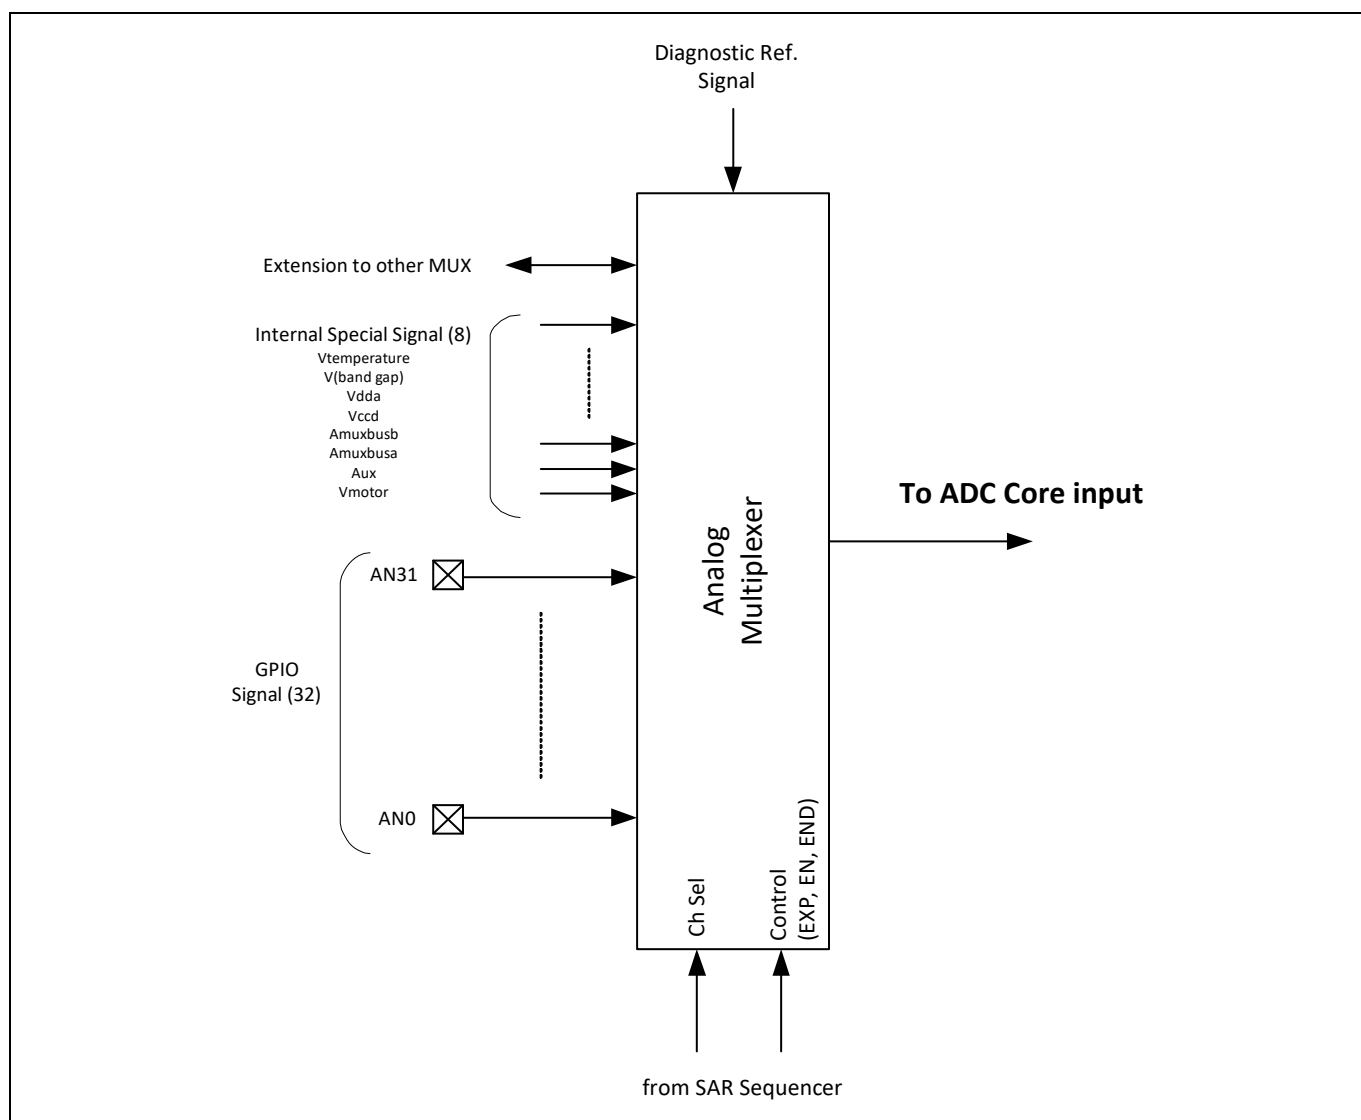 Diagnostic Ref.
Signal
Extension to other MUX
Internal Special Signal (8)
Vtemperature
V(band gap)
Vdda
Vccd
Amuxbusb
Amuxbusa
Aux
Vmotor
To ADC Core input
Analog
Multiplexer
AN31
GPIO
Signal (32)
AN0
Ch Sel
Control
(EXP, EN, END)
from SAR Sequencer